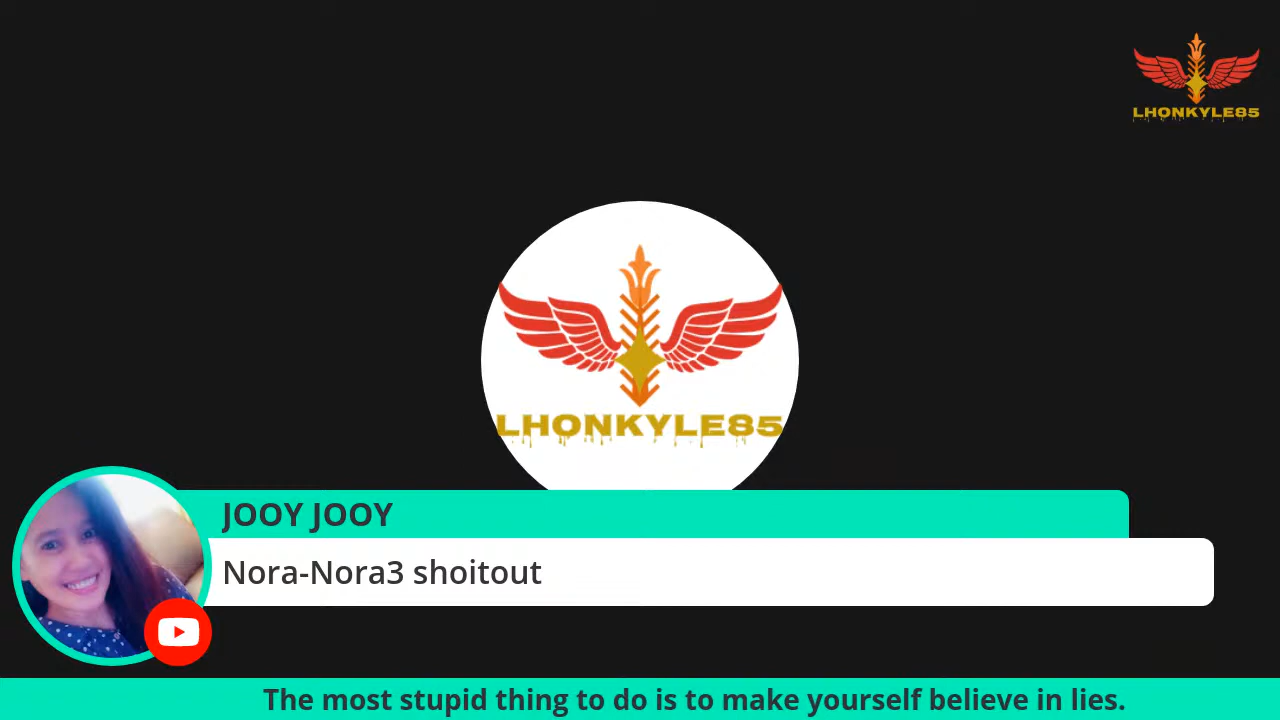 LHONKYLE85
LHONKYLE85
JOOY JOOY
Nora-Nora3 shoitout
The most stupid thing to do is to make yourself believe in lies.